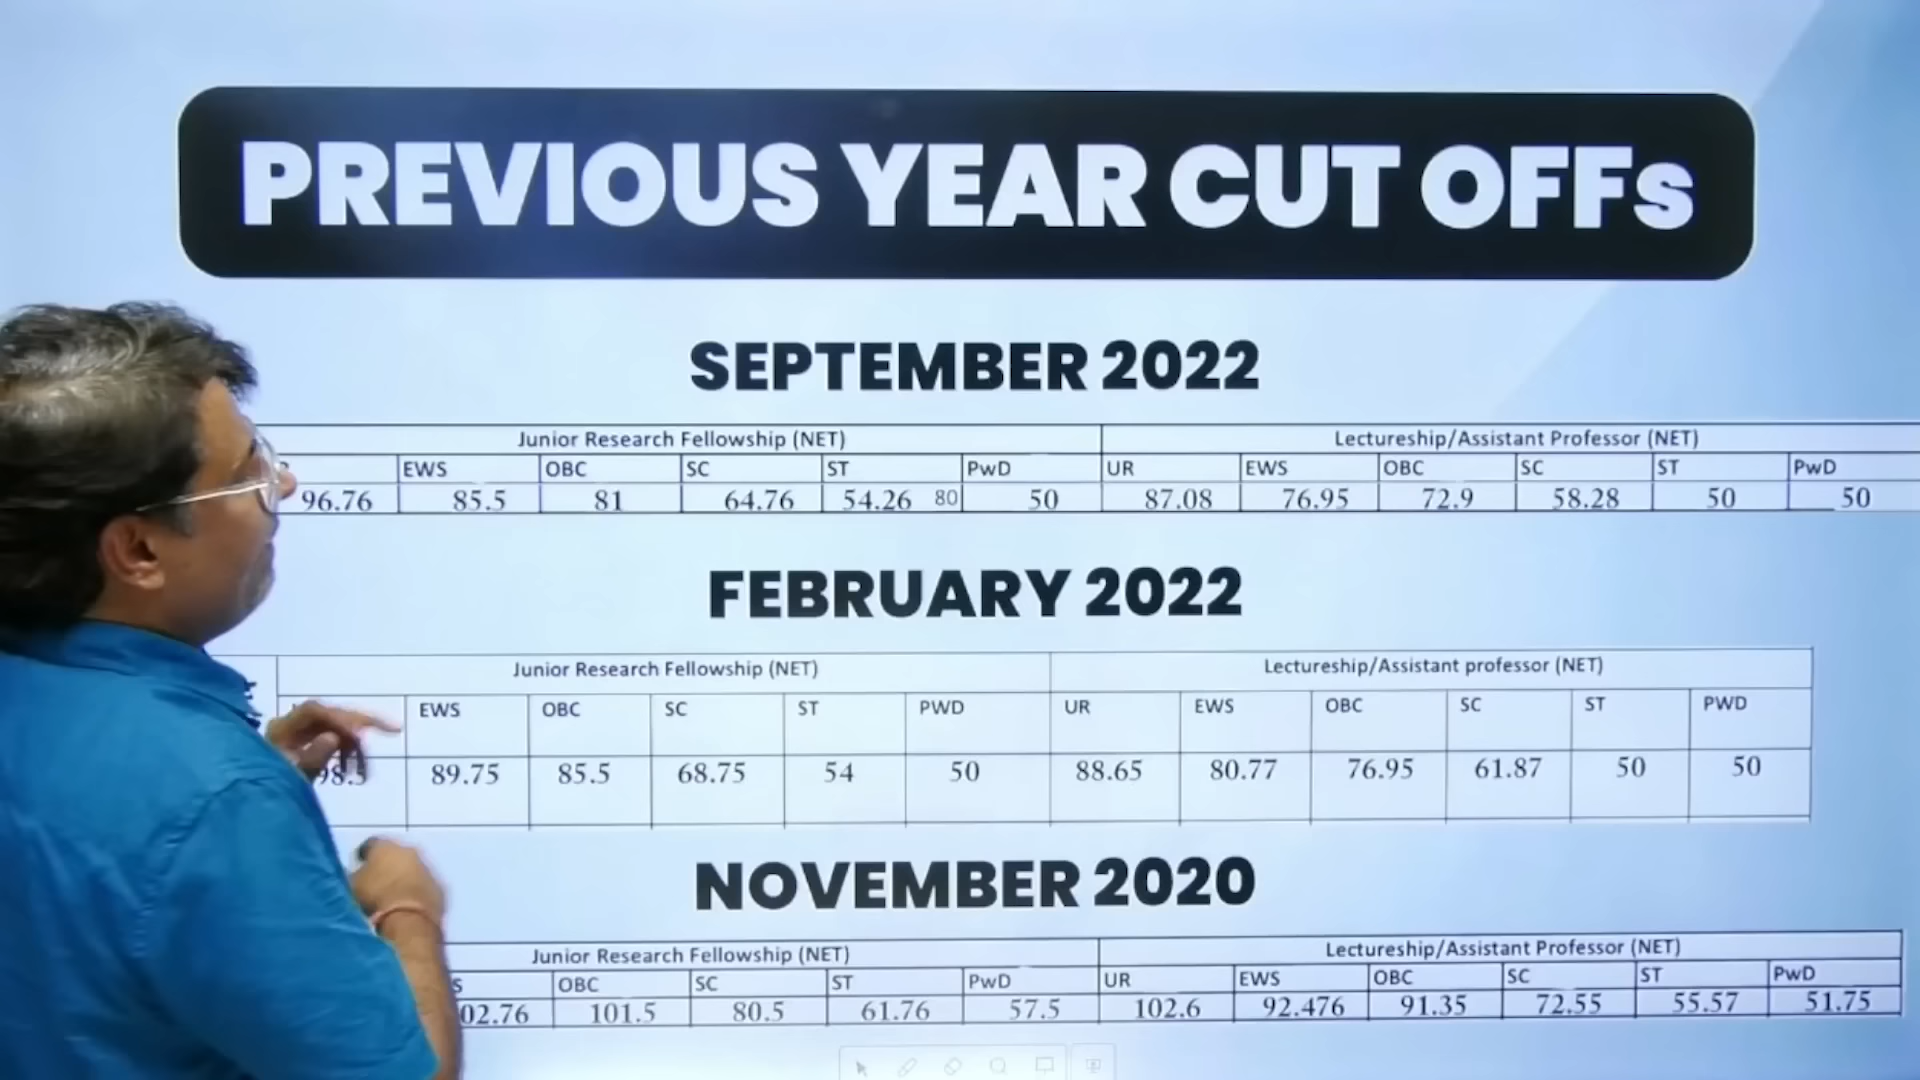 PREVIOUS YEAR CUT OFFs
SEPTEMBER 2022
Junior Research Fellowship (NET) Lectureship/Assistant Professor (NET)
EWS OBC SC ST PwD UR EWS OBC SC ST PwD
96.76 85.5 81 64.76 54.26 80 50 87.08 76.95 72.9 58.28 50 50
FEBRUARY 2022
Junior Research Fellowship (NET) Lectureship/Assistant professor (NET)
EWS OBC SC ST PWD UR EWS OBC SC ST PWD
98.5 89.75 85.5 68.75 54 50 88.65 80.77 76.95 61.87 50 50
NOVEMBER 2020
Junior Research Fellowship (NET) Lectureship/Assistant Professor (NET)
S OBC SC ST PwD UR EWS OBC SC ST PwD
02.76 101.5 80.5 61.76 57.5 102.6 92.476 91.35 72.55 55.57 51.75